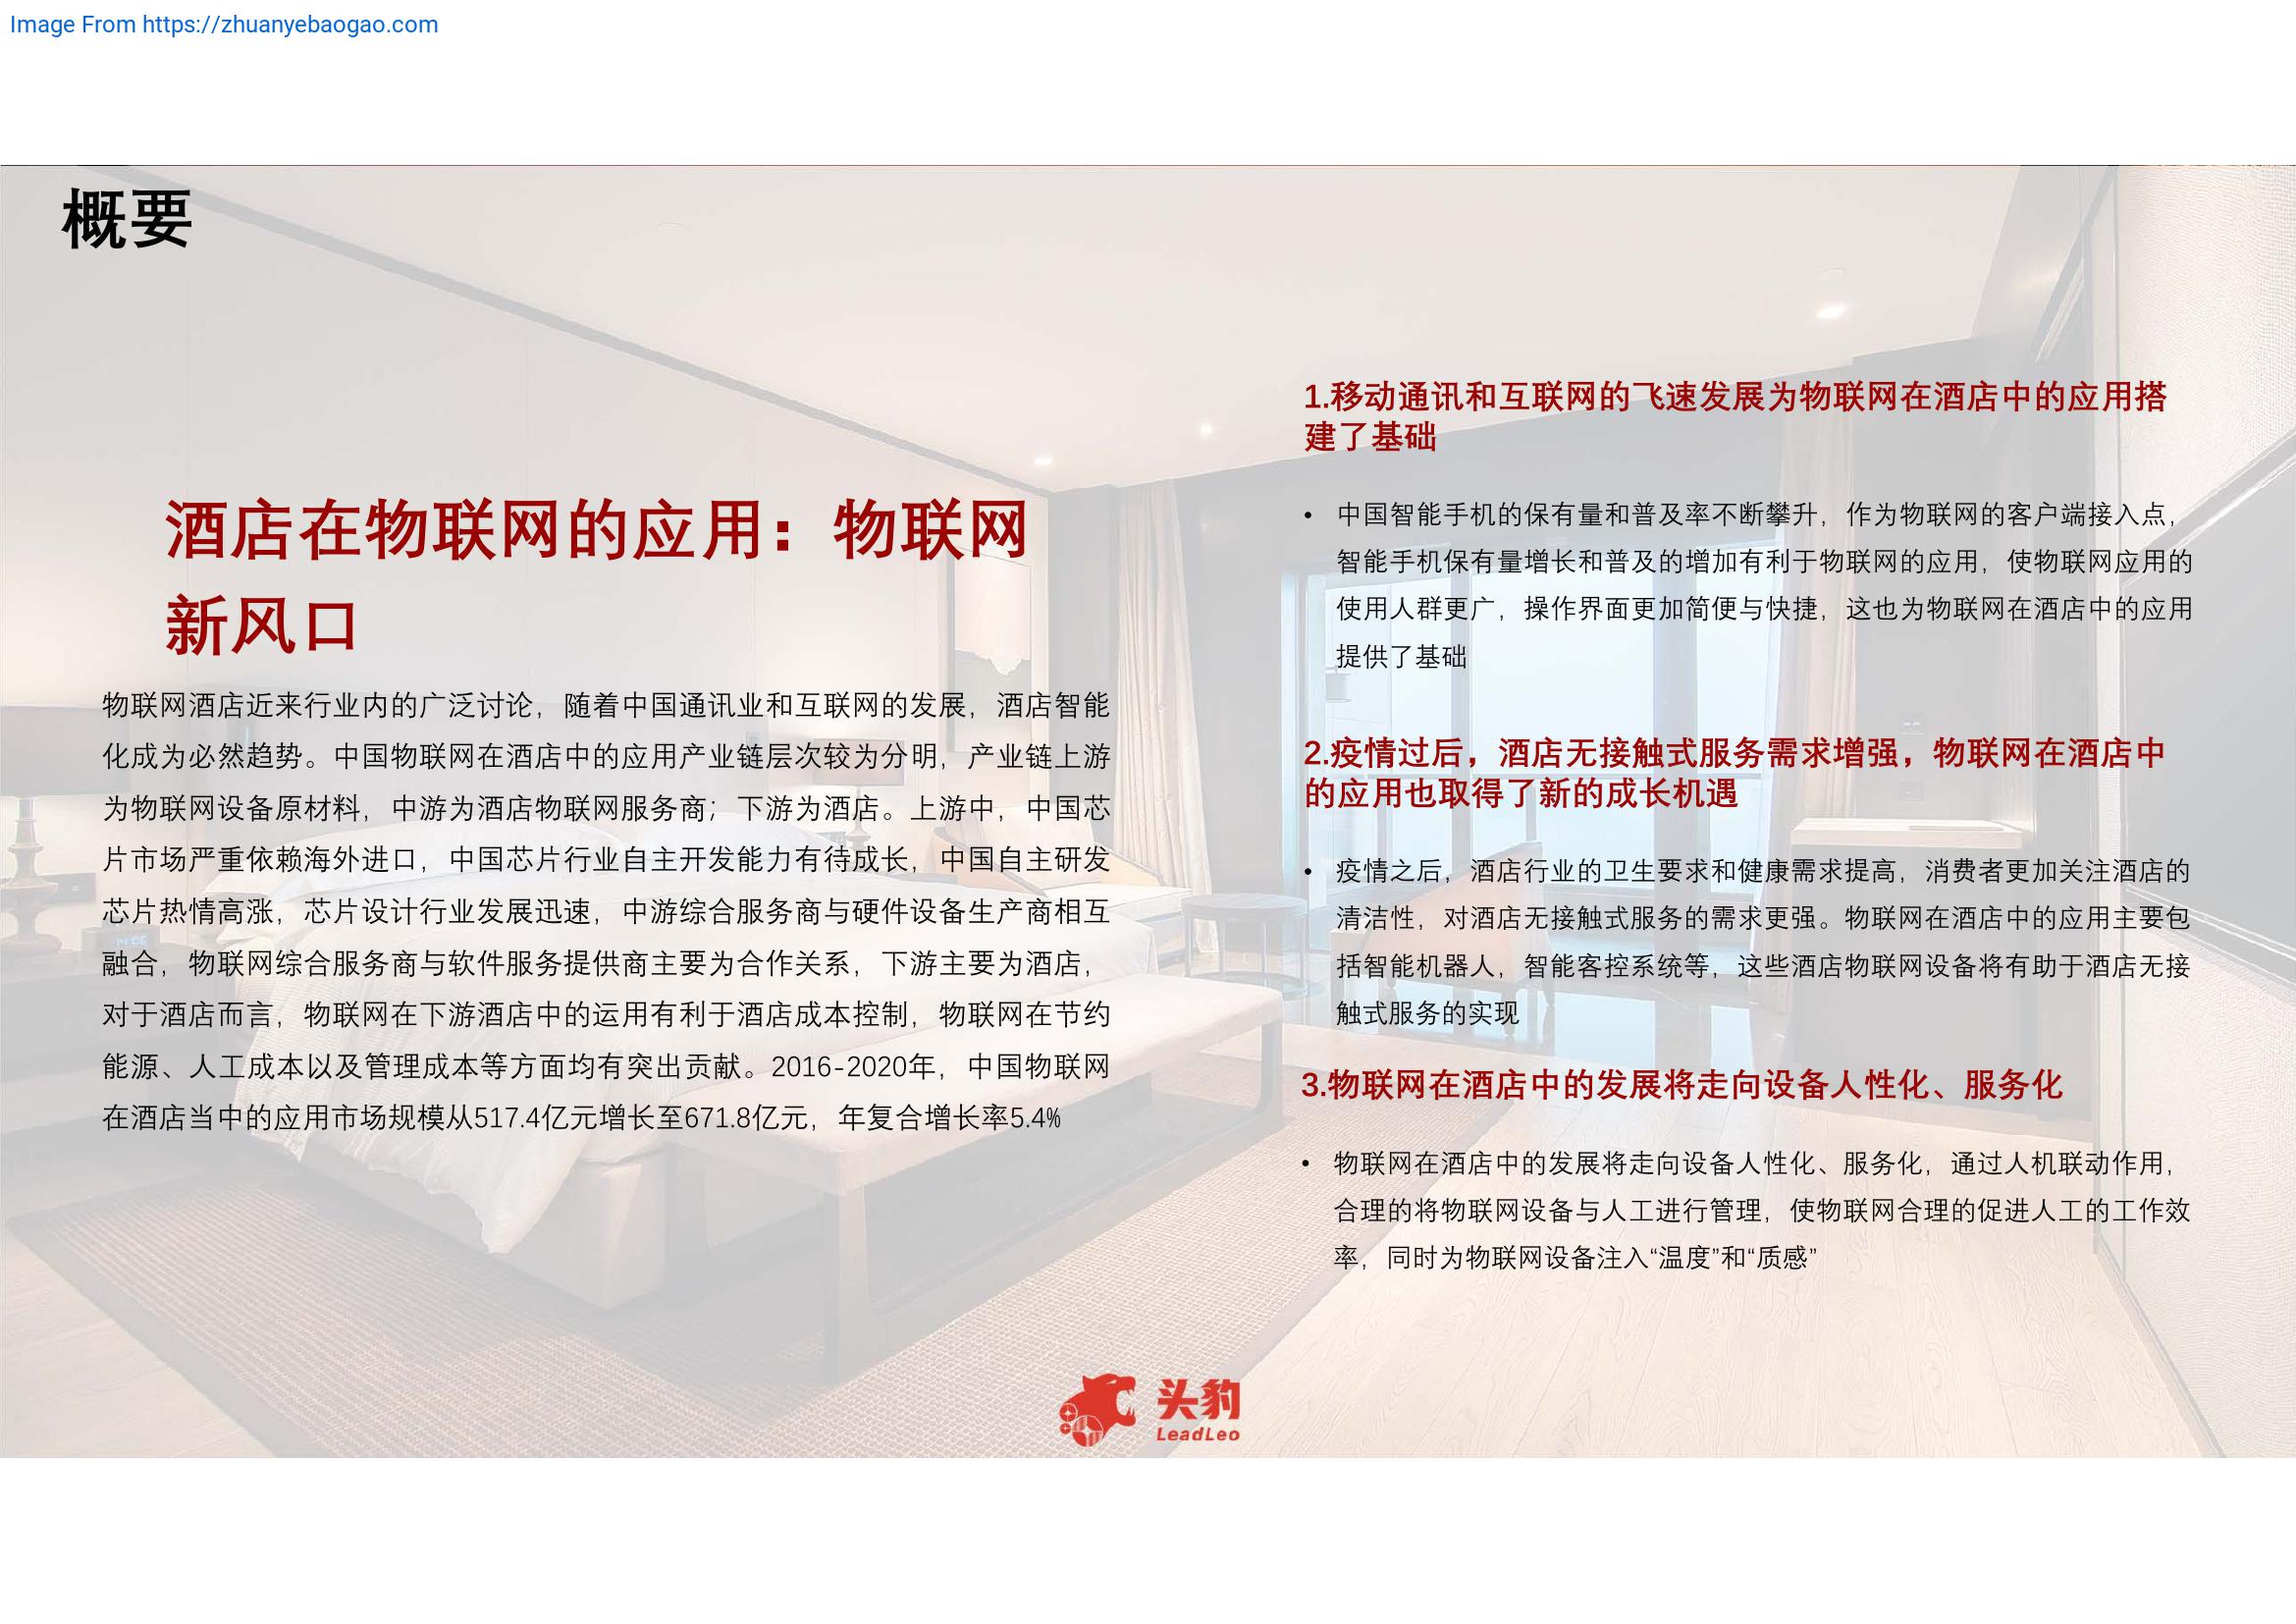 Image From https://zhuanyebaogao.com
概要
酒店在物联网的应用：物联网
新风口
物联网酒店近来行业内的广泛讨论，随着中国通讯业和互联网的发展，酒店智能
化成为必然趋势。中国物联网在酒店中的应用产业链层次较为分明，产业链上游
为物联网设备原材料，中游为酒店物联网服务商；下游为酒店。上游中，中国芯
片市场严重依赖海外进口，中国芯片行业自主开发能力有待成长，中国自主研发
芯片热情高涨，芯片设计行业发展迅速，中游综合服务商与硬件设备生产商相互
融合，物联网综合服务商与软件服务提供商主要为合作关系，下游主要为酒店，
对于酒店而言，物联网在下游酒店中的运用有利于酒店成本控制，物联网在节约
能源、人工成本以及管理成本等方面均有突出贡献。2016-2020年，中国物联网
在酒店当中的应用市场规模从517.4亿元增长至671.8亿元，年复合增长率5.4%
1.移动通讯和互联网的飞速发展为物联网在酒店中的应用搭
建了基础
• 中国智能手机的保有量和普及率不断攀升，作为物联网的客户端接入点，
智能手机保有量增长和普及的增加有利于物联网的应用，使物联网应用的
使用人群更广，操作界面更加简便与快捷，这也为物联网在酒店中的应用
提供了基础
2.疫情过后，酒店无接触式服务需求增强，物联网在酒店中
的应用也取得了新的成长机遇
• 疫情之后，酒店行业的卫生要求和健康需求提高，消费者更加关注酒店的
清洁性，对酒店无接触式服务的需求更强。物联网在酒店中的应用主要包
括智能机器人，智能客控系统等，这些酒店物联网设备将有助于酒店无接
触式服务的实现
3.物联网在酒店中的发展将走向设备人性化、服务化
• 物联网在酒店中的发展将走向设备人性化、服务化，通过人机联动作用，
合理的将物联网设备与人工进行管理，使物联网合理的促进人工的工作效
率，同时为物联网设备注入“温度”和“质感”
头豹
LeadLeo